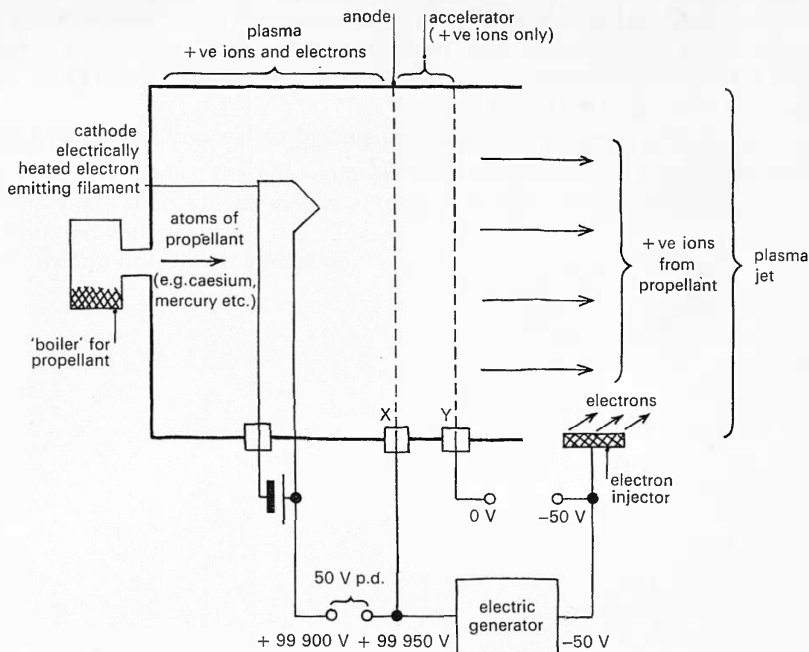 anode
accelerator
(+ve ions only)
plasma
+ve ions and electrons
cathode
electrically
heated electron
emitting filament
atoms of
propellant
(e.g.caesium,
mercury etc.)
'boiler' for
propellant
+ve ions
from
propellant
plasma
jet
X
Y
electrons
electron
injector
0 V
–50 V
50 V p.d.
+ 99 900 V
+ 99 950 V
electric
generator
–50 V